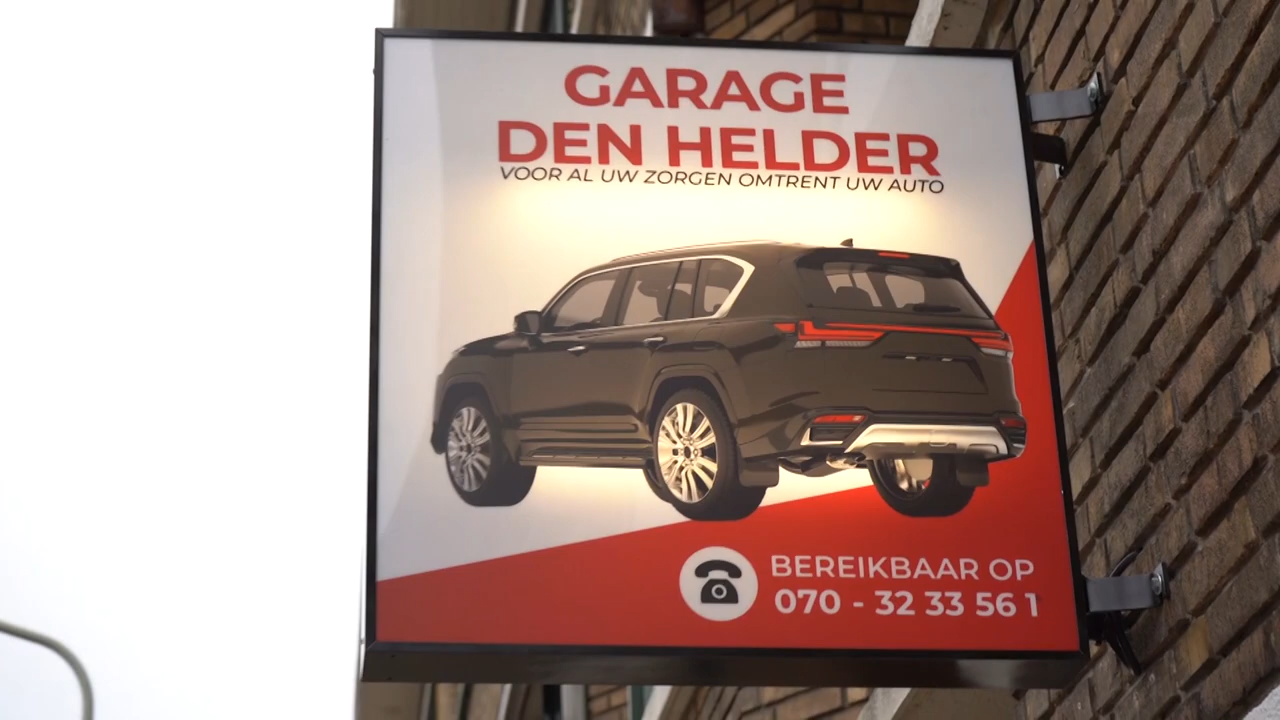 GARAGE
DEN HELDER
VOOR AL UW ZORGEN OMTRENT UW AUTO
BEREIKBAAR OP
070 - 32 33 56 1